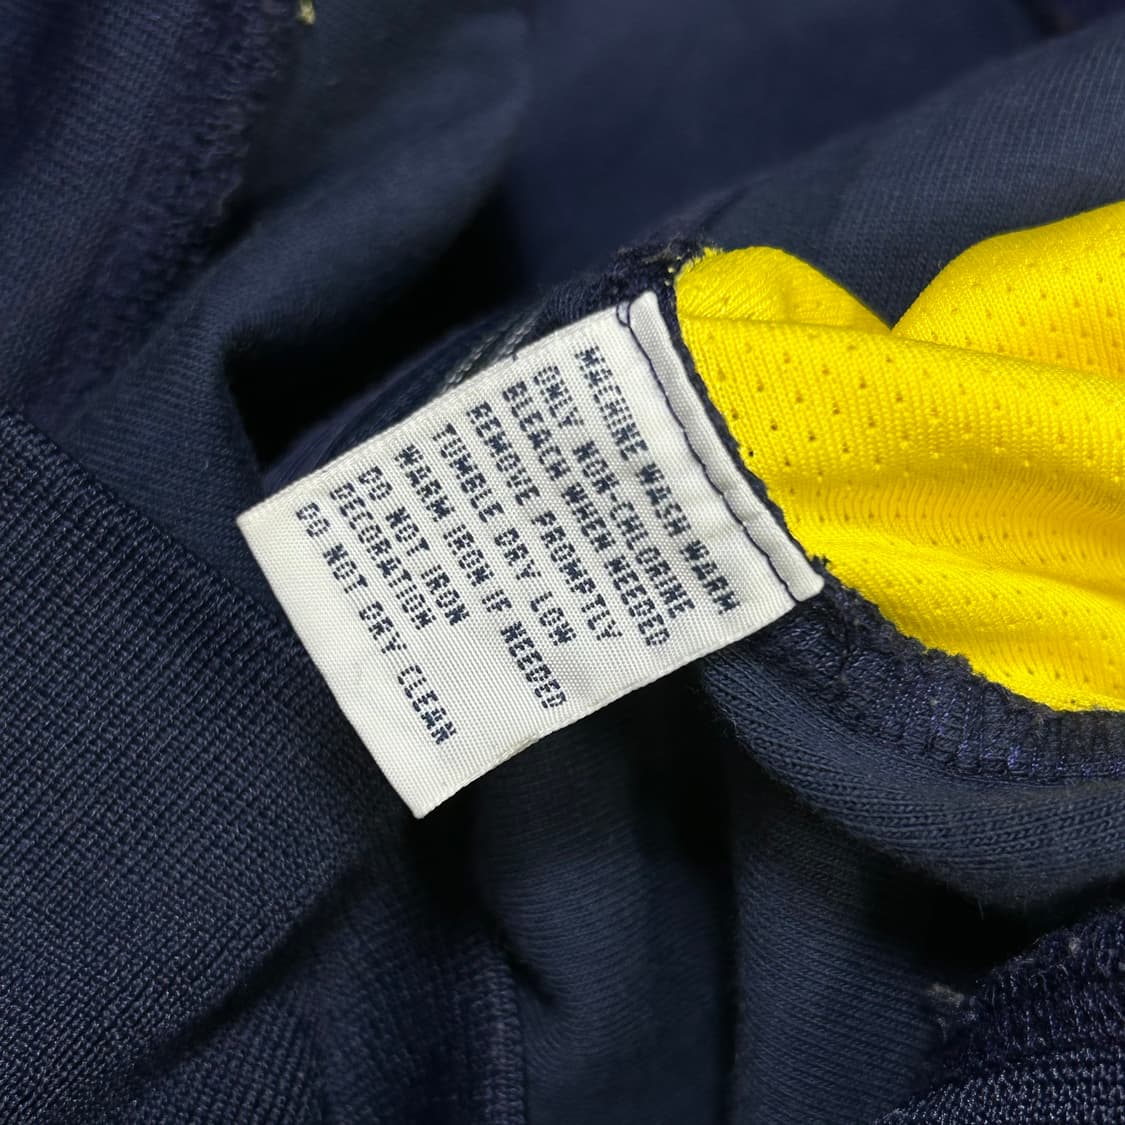 MACHINE WASH WARM
ONLY NON-CHLORINE
BLEACH WHEN NEEDED
REMOVE PROMPTLY
TUMBLE DRY LOW
WARM IRON IF NEEDED
DO NOT IRON
DECORATION
DO NOT DRY CLEAN